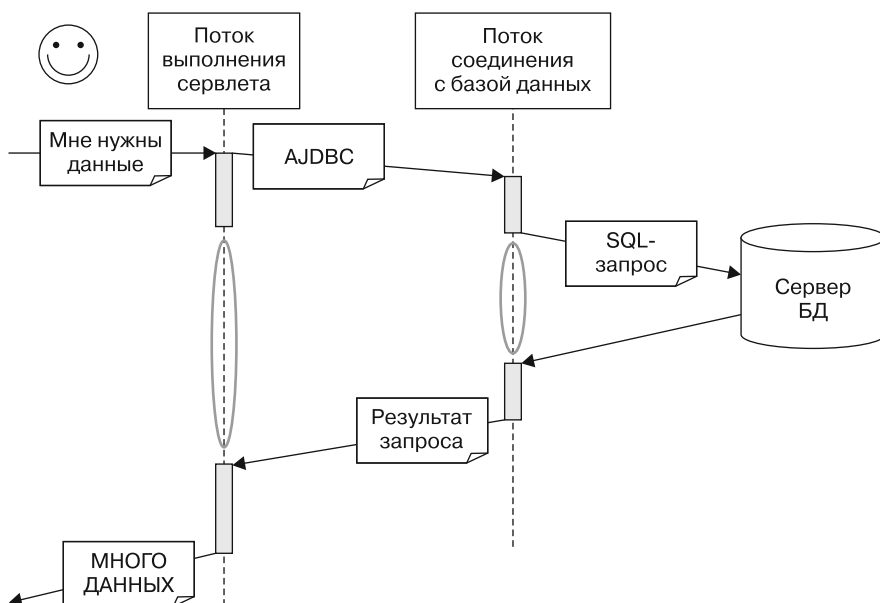 Поток
выполнения
сервлета
Поток
соединения
с базой данных
Мне нужны
данные
AJDBC
SQL-
запрос
Сервер
БД
Результат
запроса
МНОГО
ДАННЫХ